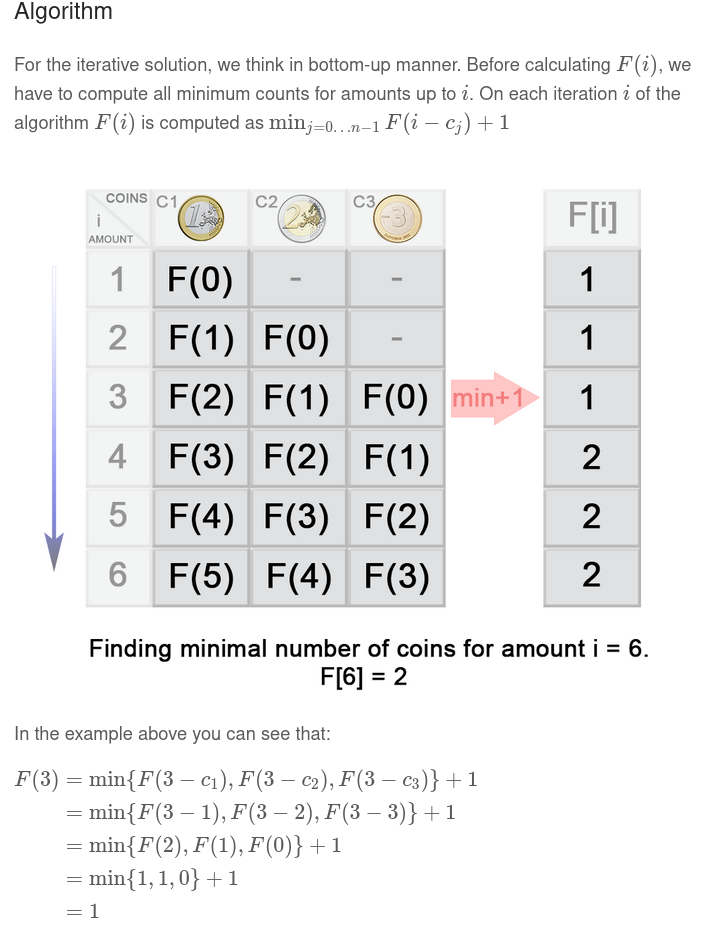 Algorithm
For the iterative solution, we think in bottom-up manner. Before calculating F(i), we
have to compute all minimum counts for amounts up to i. On each iteration i of the
algorithm F(i) is computed as min_{j=0...n−1} F(i − c_j) + 1
COINS i AMOUNT C1 1 C2 2 C3 3 F[i]
1 F(0) - - 1
2 F(1) F(0) - 1
3 F(2) F(1) F(0) min+1 1
4 F(3) F(2) F(1) 2
5 F(4) F(3) F(2) 2
6 F(5) F(4) F(3) 2
Finding minimal number of coins for amount i = 6.
F[6] = 2
In the example above you can see that:
F(3) = min{F(3 − c₁), F(3 − c₂), F(3 − c₃)} + 1
= min{F(3 − 1), F(3 − 2), F(3 − 3)} + 1
= min{F(2), F(1), F(0)} + 1
= min{1, 1, 0} + 1
= 1